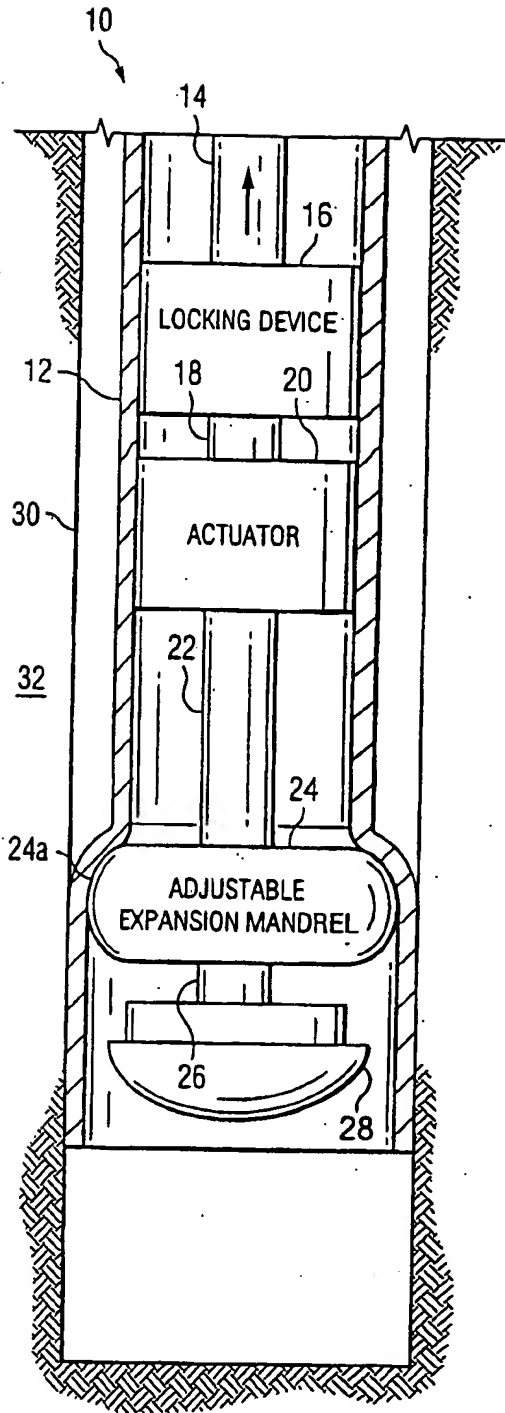 10
14
16
LOCKING DEVICE
12
18
20
30
ACTUATOR
32
22
24
24a
ADJUSTABLE
EXPANSION MANDREL
26
28